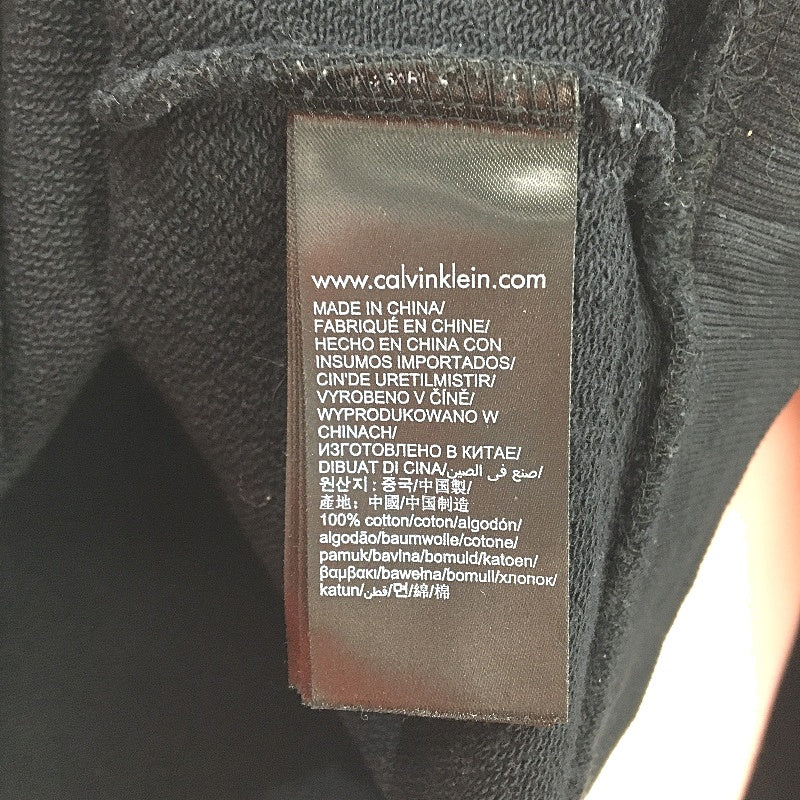 www.calvinklein.com
MADE IN CHINA/
FABRIQUÉ EN CHINE/
HECHO EN CHINA CON
INSUMOS IMPORTADOS/
CIN'DE URETILMISTIR/
VYROBENO V ČÍNĚ/
WYPRODUKOWANO W
CHINACH/
ИЗГОТОВЛЕНО В КИТАЕ/
DIBUAT DI CINA/صنع فى الصين/
원산지 : 중국/中国製/
產地：中國/中国制造
100% cotton/coton/algodón/
algodão/baumwolle/cotone/
pamuk/bavlna/bomuld/katoen/
βαμβακι/bawełna/bomull/хлопок/
katun/قطن/면/綿/棉